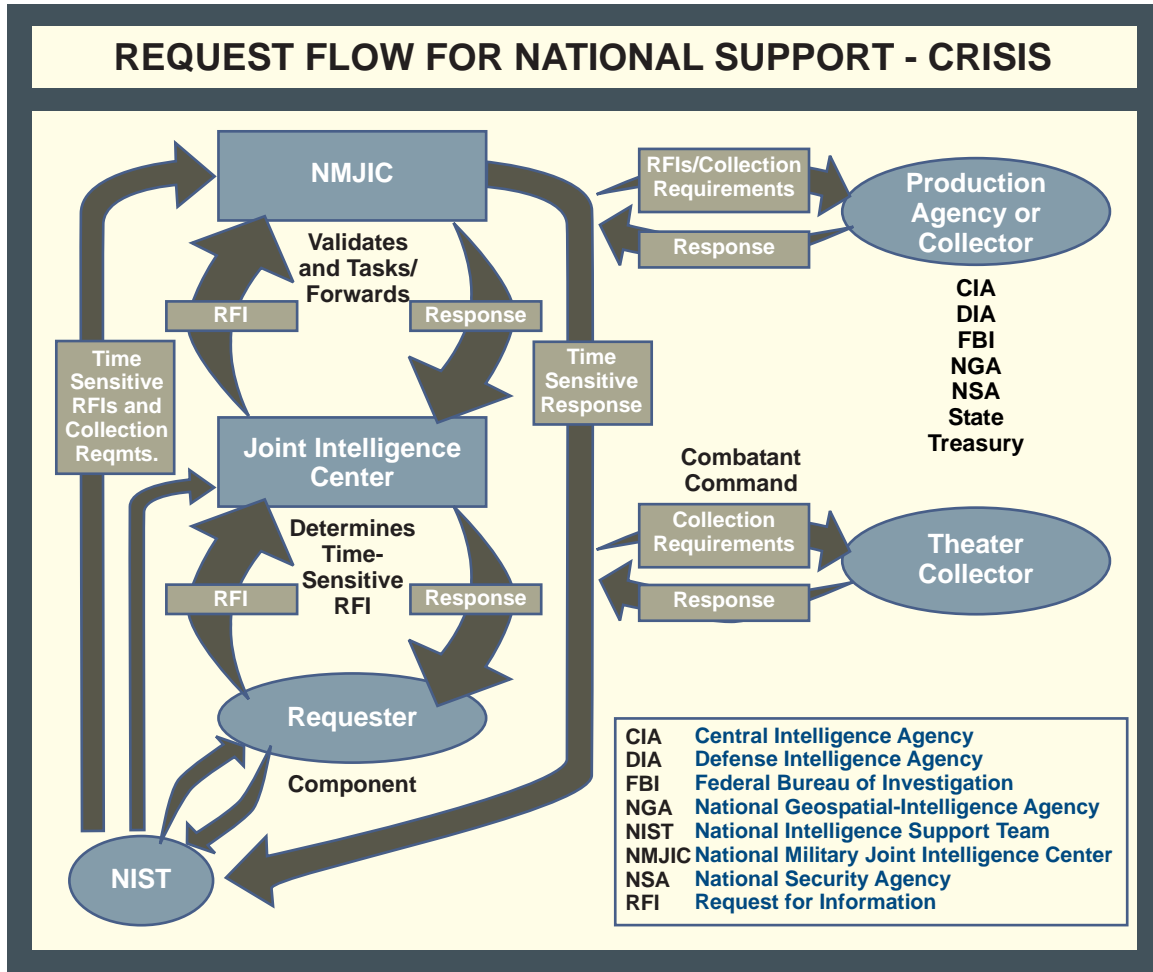 REQUEST FLOW FOR NATIONAL SUPPORT - CRISIS
NMJIC
Validates
and Tasks/
Forwards
RFI
Response
Time
Sensitive
RFIs and
Collection
Reqmts.
Time
Sensitive
Response
RFIs/Collection
Requirements
Response
Production
Agency or
Collector
CIA
DIA
FBI
NGA
NSA
State
Treasury
Joint Intelligence
Center
Determines
Time-
Sensitive
RFI
RFI
Response
Combatant
Command
Collection
Requirements
Response
Theater
Collector
Requester
Component
NIST
CIA Central Intelligence Agency
DIA Defense Intelligence Agency
FBI Federal Bureau of Investigation
NGA National Geospatial-Intelligence Agency
NIST National Intelligence Support Team
NMJIC National Military Joint Intelligence Center
NSA National Security Agency
RFI Request for Information